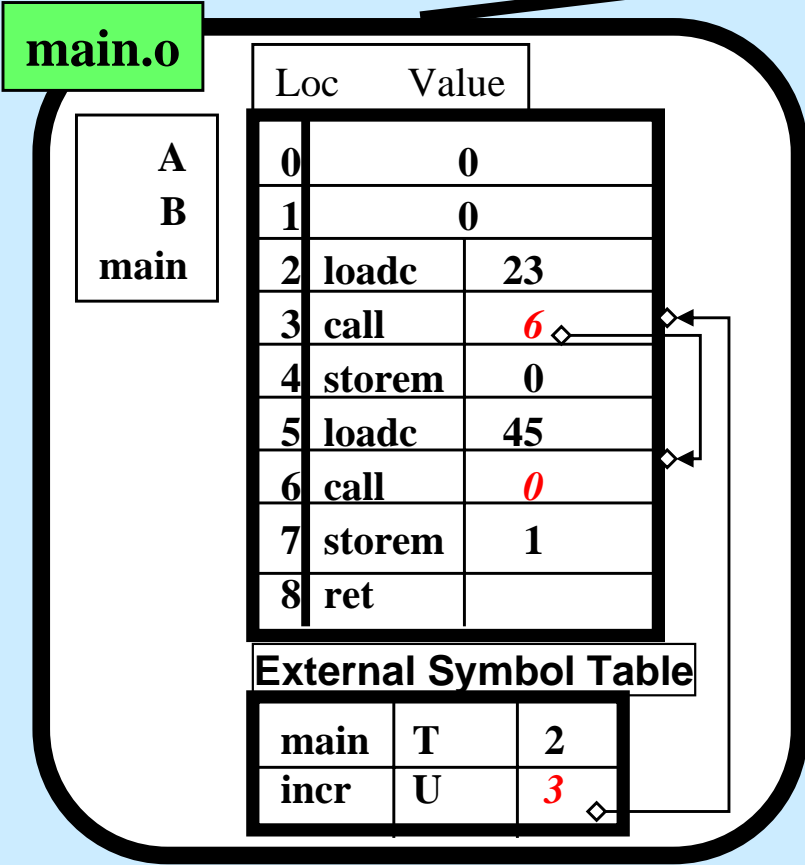 main.o
Loc Value
A 0 0
B 1 0
main 2 loadc 23
3 call 6
4 storem 0
5 loadc 45
6 call 0
7 storem 1
8 ret
External Symbol Table
main T 2
incr U 3